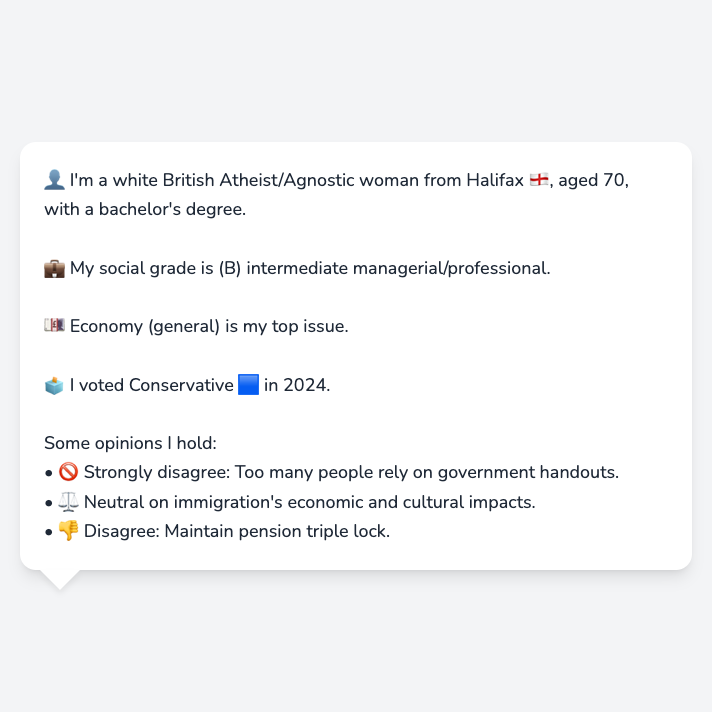 👤 I'm a white British Atheist/Agnostic woman from Halifax 🏴󠁧󠁢󠁥󠁮󠁧󠁿, aged 70,
with a bachelor's degree.
💼 My social grade is (B) intermediate managerial/professional.
💷 Economy (general) is my top issue.
🗳️ I voted Conservative 🟦 in 2024.
Some opinions I hold:
• 🚫 Strongly disagree: Too many people rely on government handouts.
• ⚖️ Neutral on immigration's economic and cultural impacts.
• 👎 Disagree: Maintain pension triple lock.